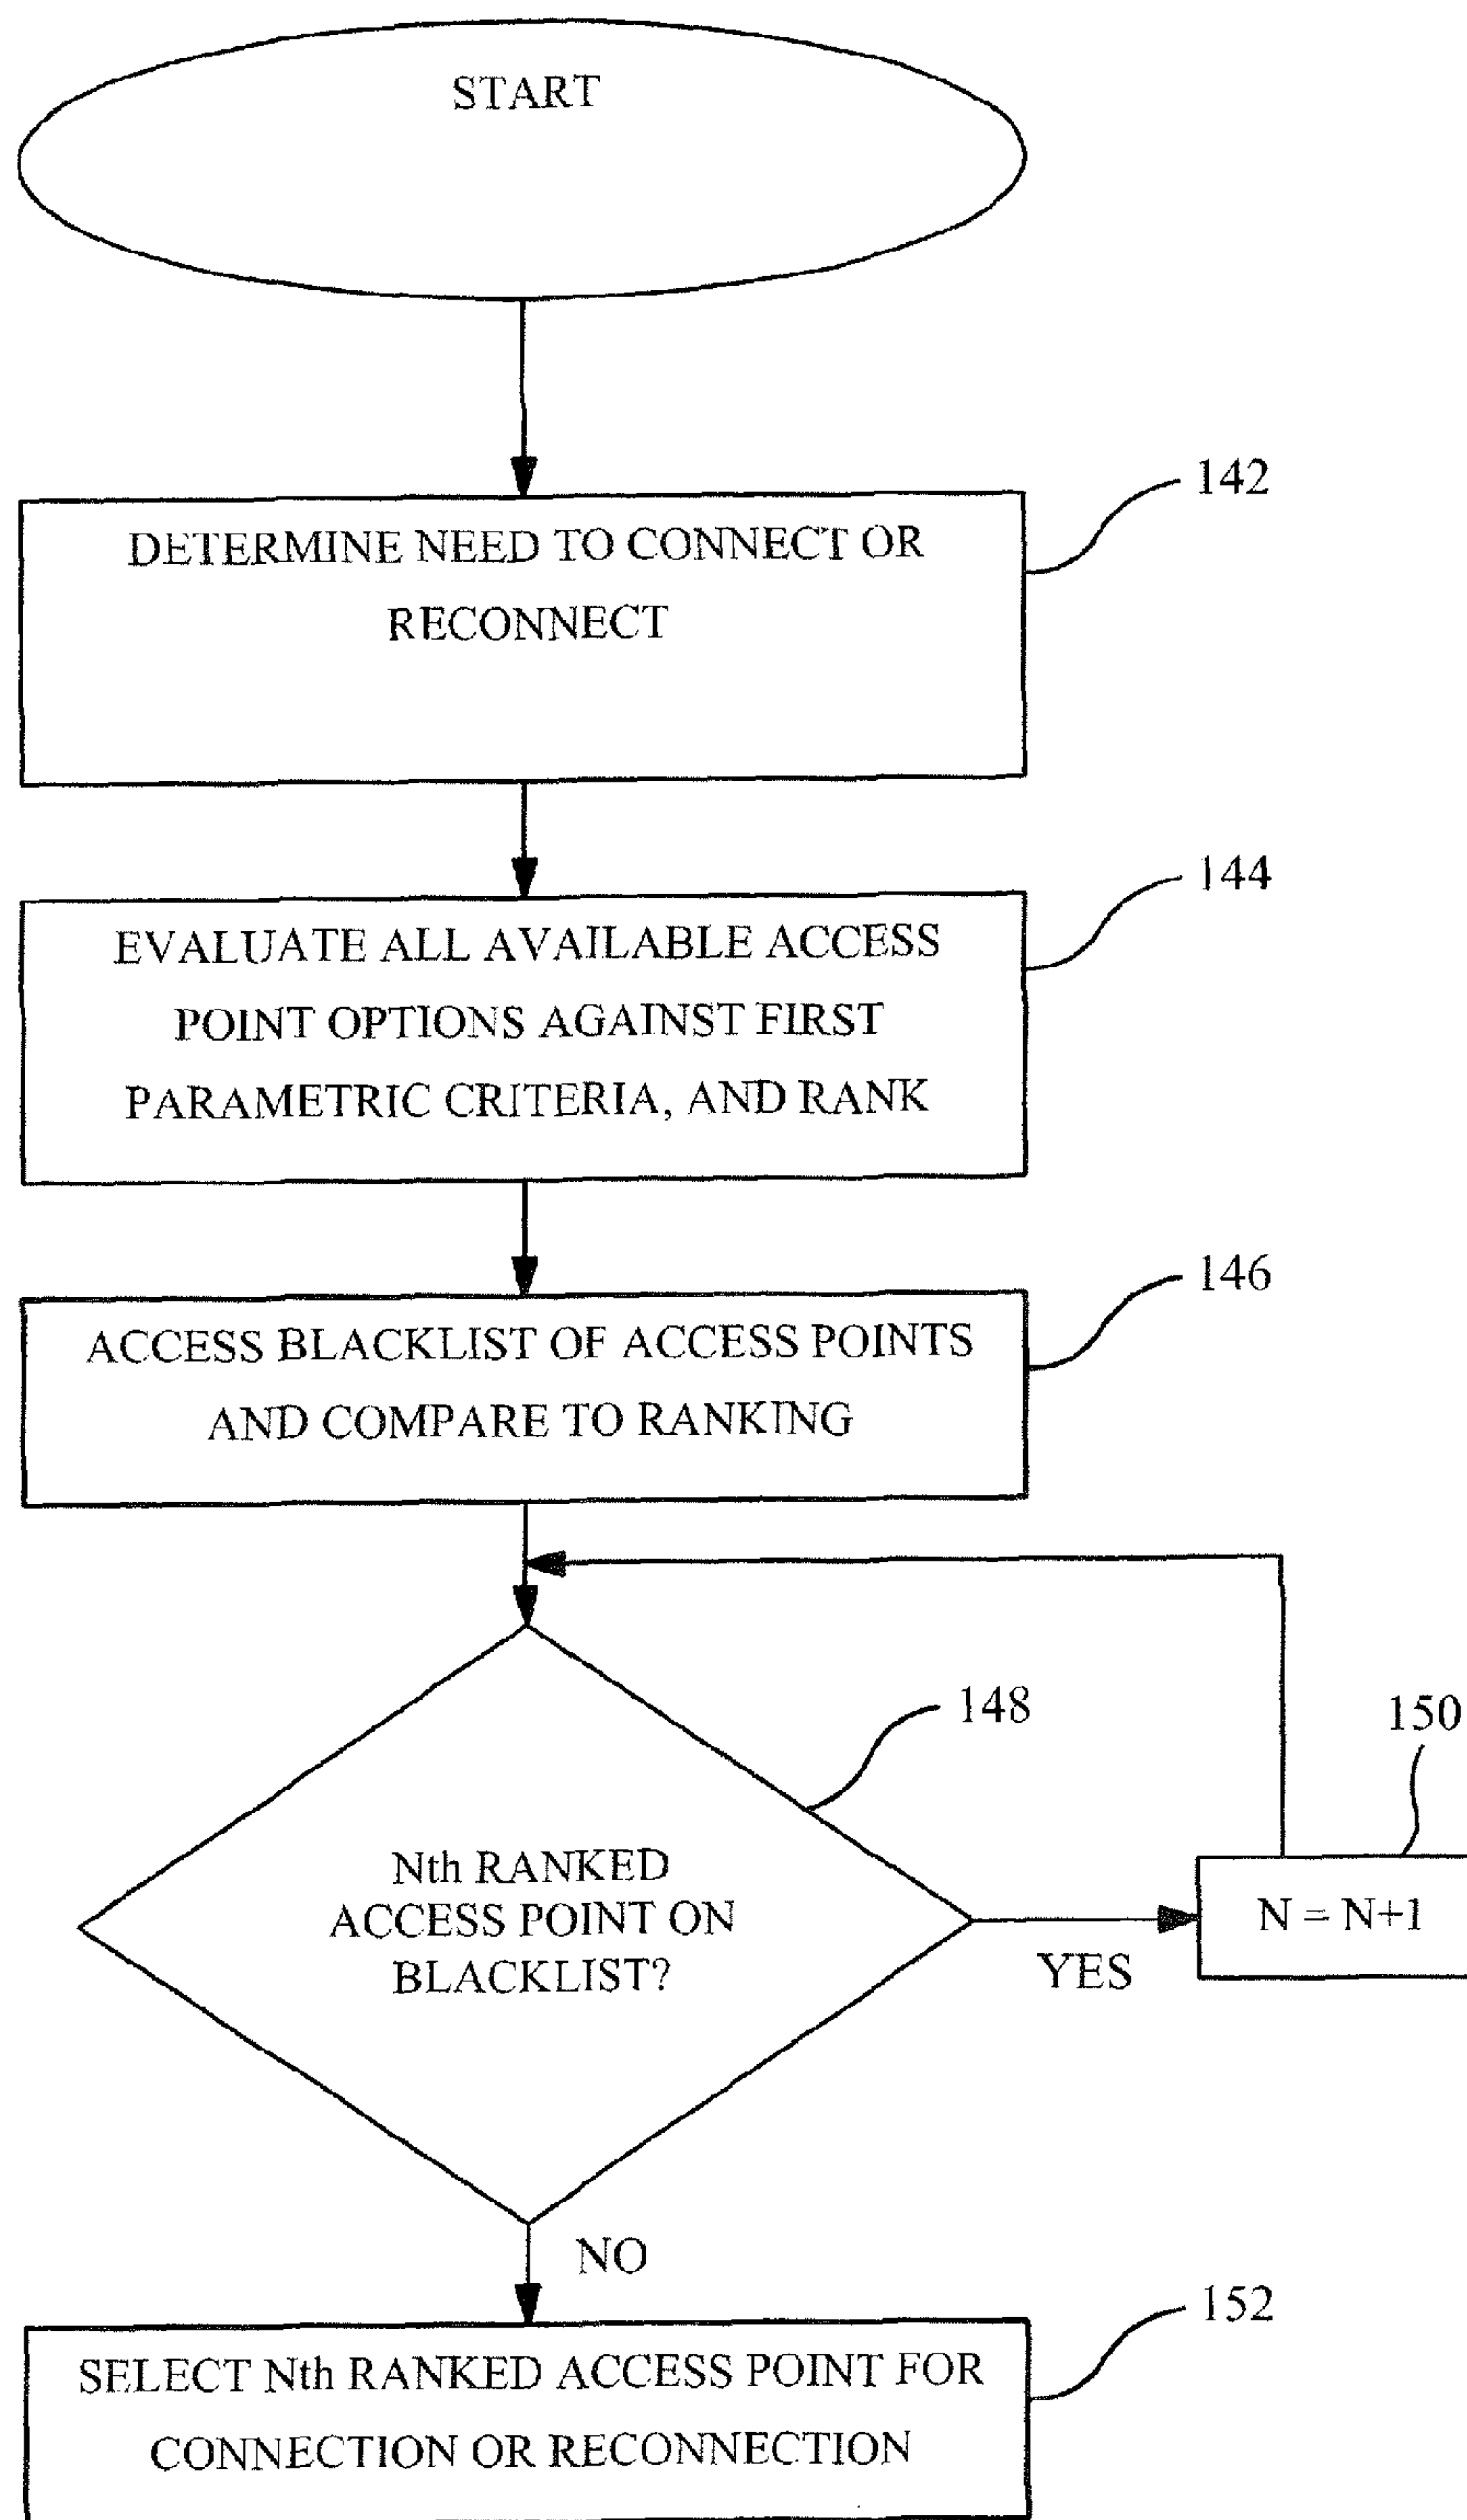 START
142
DETERMINE NEED TO CONNECT OR
RECONNECT
144
EVALUATE ALL AVAILABLE ACCESS
POINT OPTIONS AGAINST FIRST
PARAMETRIC CRITERIA, AND RANK
146
ACCESS BLACKLIST OF ACCESS POINTS
AND COMPARE TO RANKING
148
150
Nth RANKED
ACCESS POINT ON
BLACKLIST?
N = N+1
YES
NO
152
SELECT Nth RANKED ACCESS POINT FOR
CONNECTION OR RECONNECTION